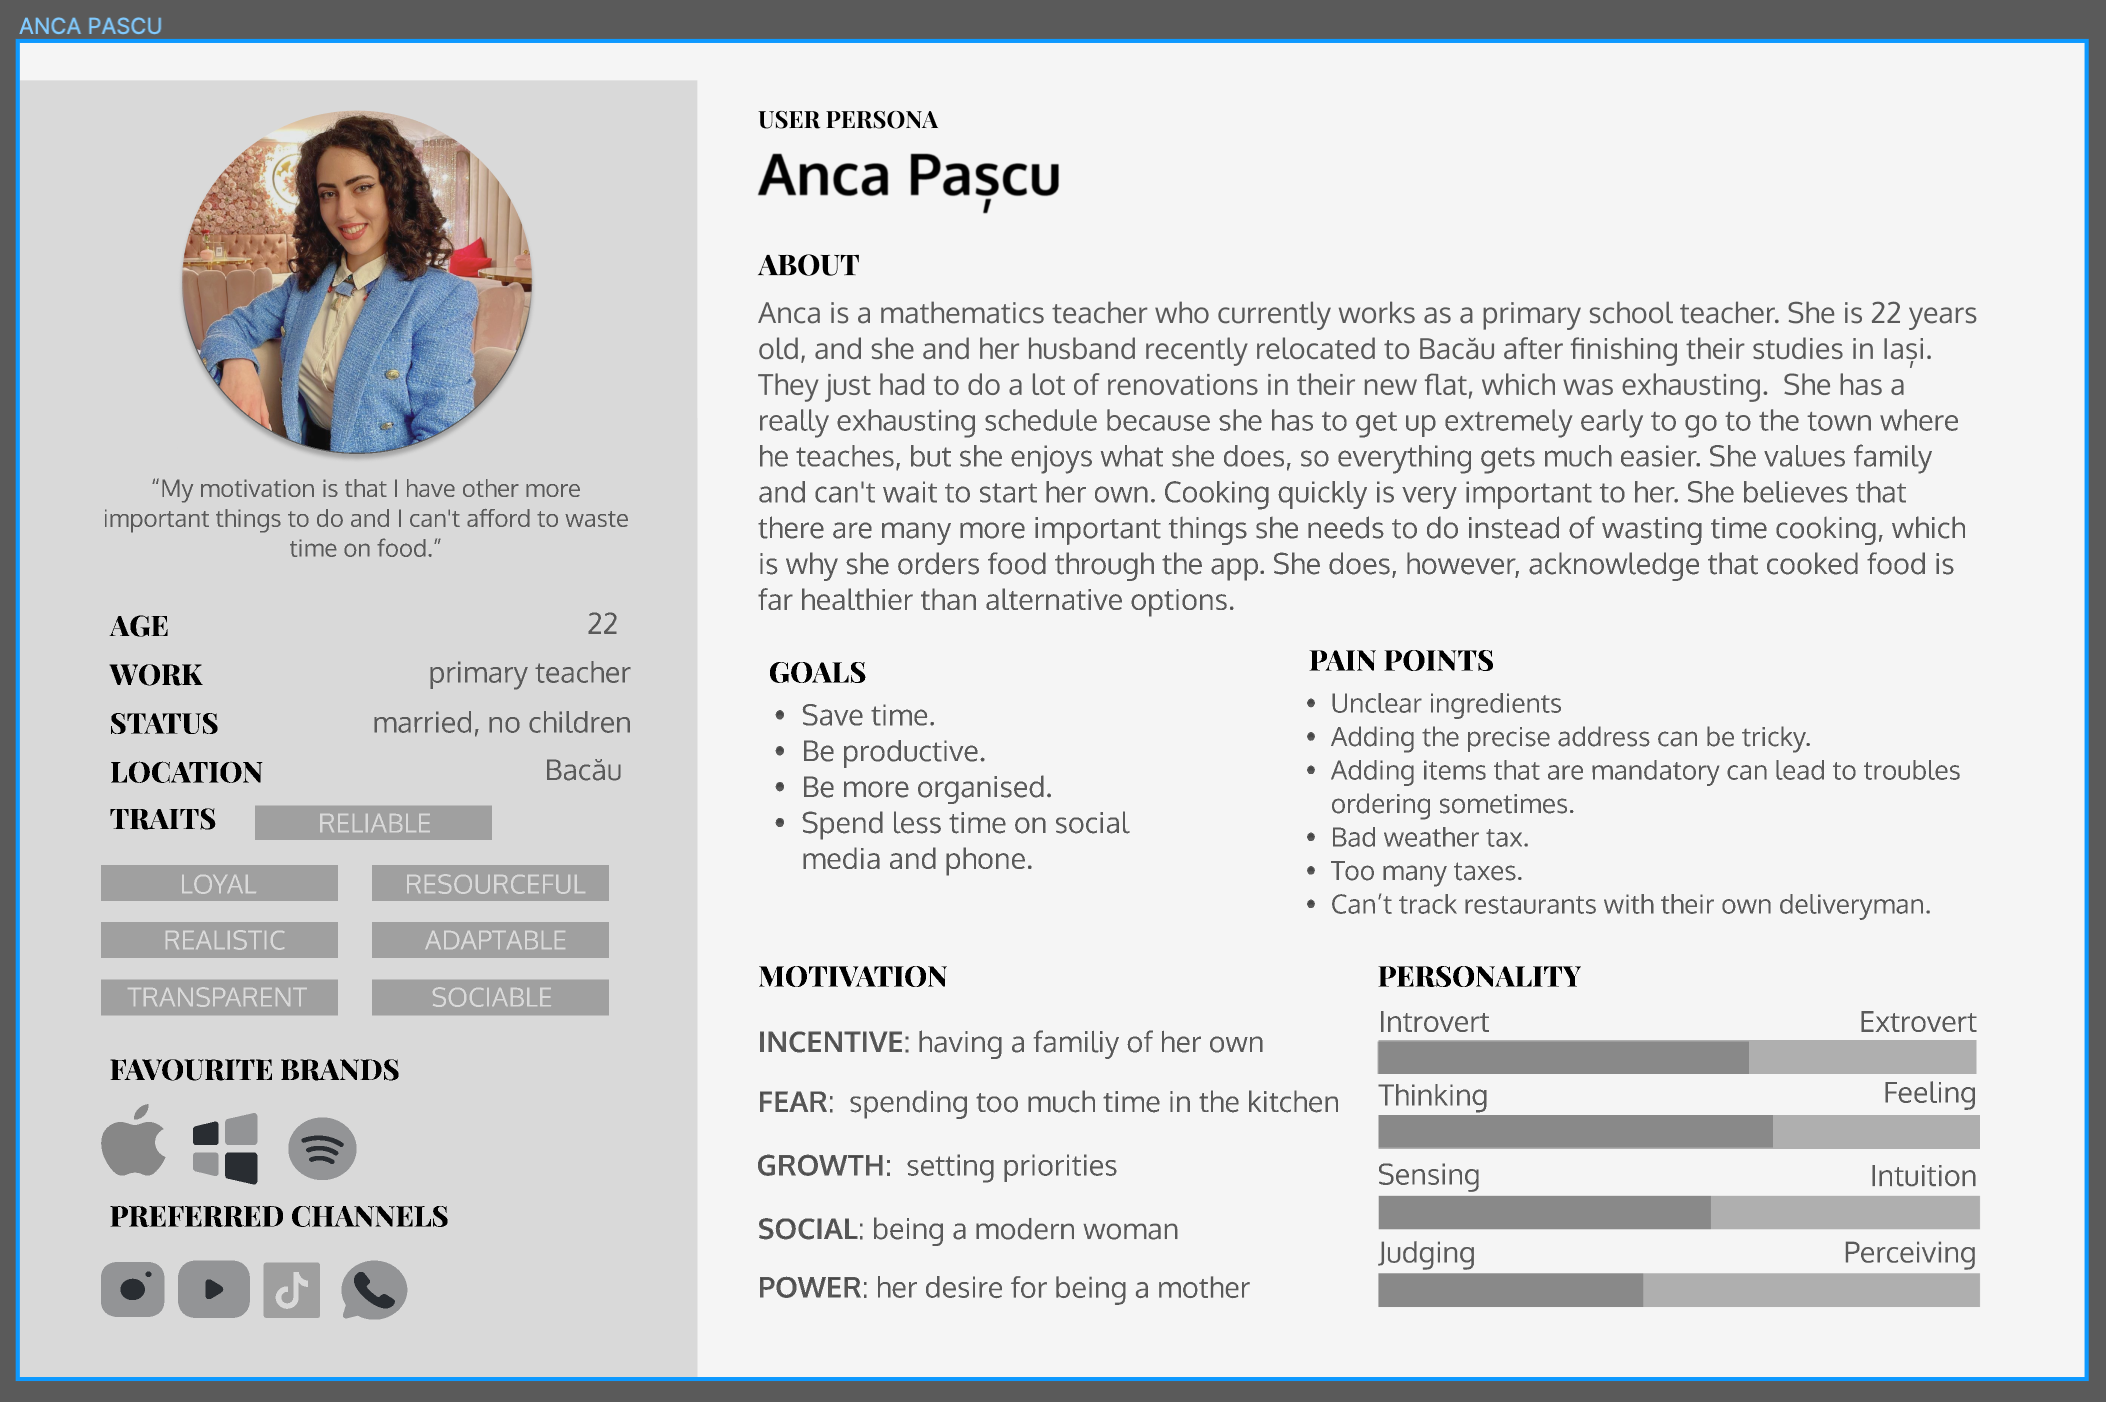 ANCA PASCU
“My motivation is that I have other more
important things to do and I can't afford to waste
time on food.”
AGE 22
WORK primary teacher
STATUS married, no children
LOCATION Bacău
TRAITS RELIABLE
LOYAL RESOURCEFUL
REALISTIC ADAPTABLE
TRANSPARENT SOCIABLE
FAVOURITE BRANDS
PREFERRED CHANNELS
USER PERSONA
Anca Pașcu
ABOUT
Anca is a mathematics teacher who currently works as a primary school teacher. She is 22 years
old, and she and her husband recently relocated to Bacău after finishing their studies in Iași.
They just had to do a lot of renovations in their new flat, which was exhausting.  She has a
really exhausting schedule because she has to get up extremely early to go to the town where
he teaches, but she enjoys what she does, so everything gets much easier. She values family
and can't wait to start her own. Cooking quickly is very important to her. She believes that
there are many more important things she needs to do instead of wasting time cooking, which
is why she orders food through the app. She does, however, acknowledge that cooked food is
far healthier than alternative options.
GOALS
• Save time.
• Be productive.
• Be more organised.
• Spend less time on social
media and phone.
PAIN POINTS
• Unclear ingredients
• Adding the precise address can be tricky.
• Adding items that are mandatory can lead to troubles
ordering sometimes.
• Bad weather tax.
• Too many taxes.
• Can’t track restaurants with their own deliveryman.
MOTIVATION
INCENTIVE: having a familiy of her own
FEAR:  spending too much time in the kitchen
GROWTH:  setting priorities
SOCIAL: being a modern woman
POWER: her desire for being a mother
PERSONALITY
Introvert Extrovert
Thinking Feeling
Sensing Intuition
Judging Perceiving